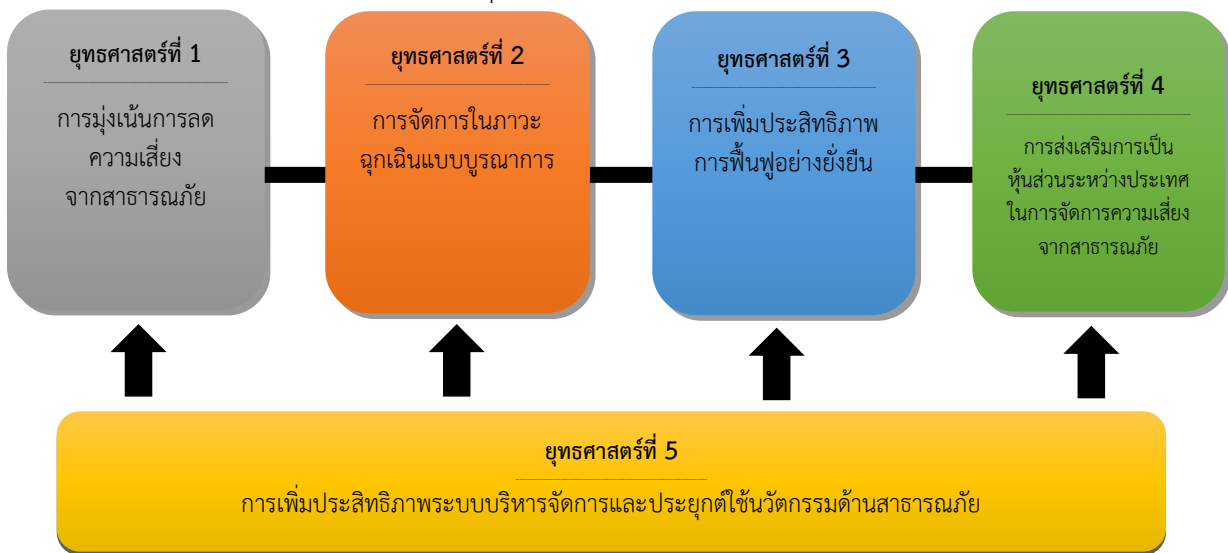 ยุทธศาสตร์ที่ 1
การมุ่งเน้นการลด
ความเสี่ยง
จากสาธารณภัย
ยุทธศาสตร์ที่ 2
การจัดการในภาวะ
ฉุกเฉินแบบบูรณาการ
ยุทธศาสตร์ที่ 3
การเพิ่มประสิทธิภาพ
การฟื้นฟูอย่างยั่งยืน
ยุทธศาสตร์ที่ 4
การส่งเสริมการเป็น
หุ้นส่วนระหว่างประเทศ
ในการจัดการความเสี่ยง
จากสาธารณภัย
ยุทธศาสตร์ที่ 5
การเพิ่มประสิทธิภาพระบบบริหารจัดการและประยุกต์ใช้นวัตกรรมด้านสาธารณภัย